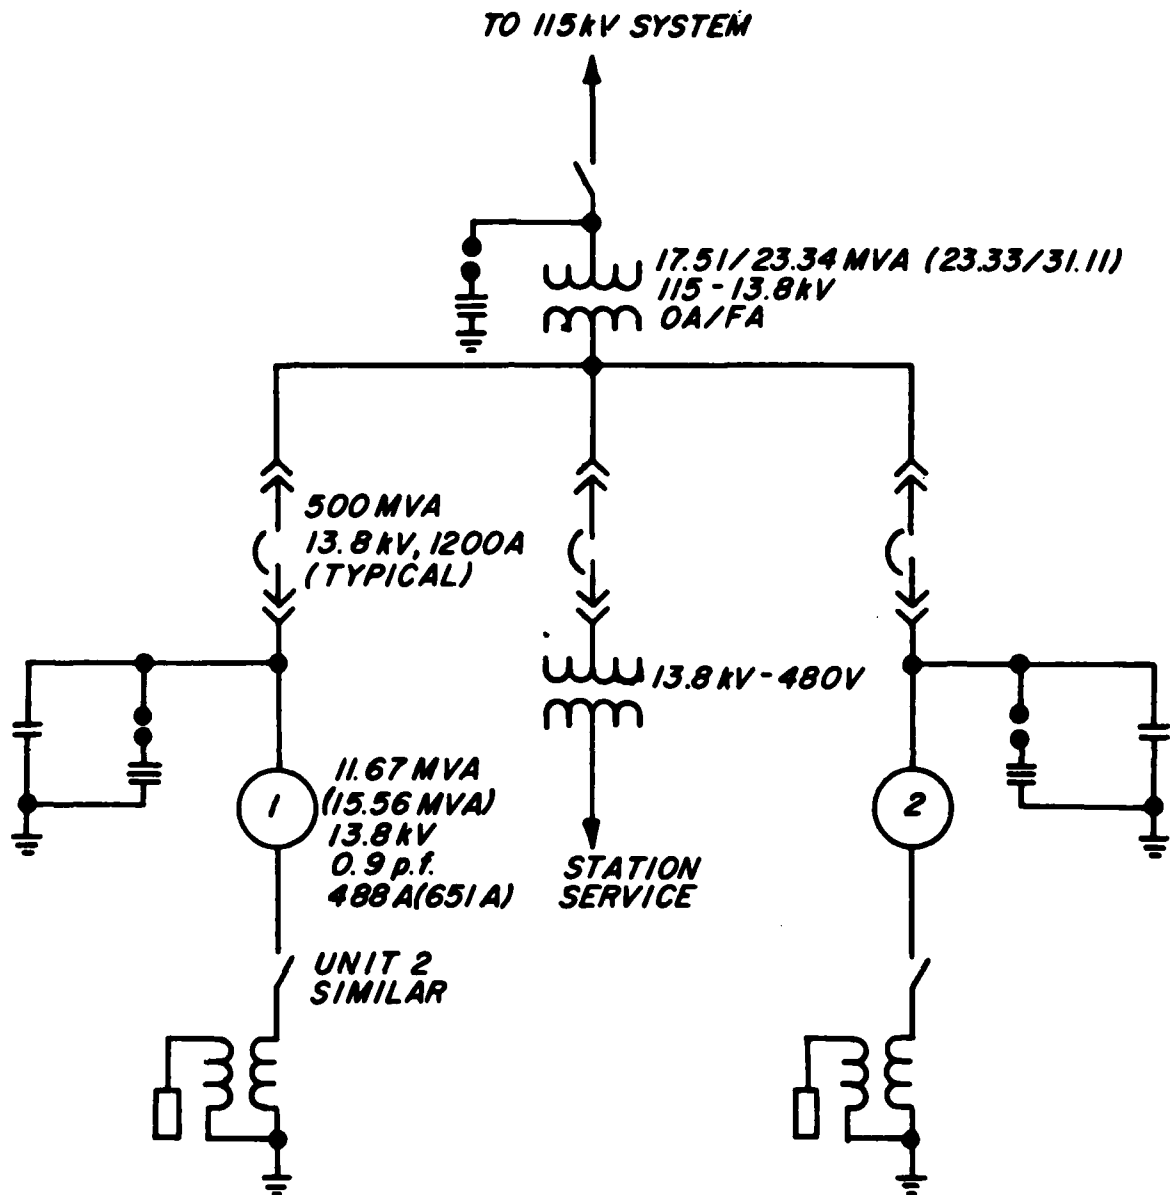 TO 115kV SYSTEM
17.51/23.34 MVA (23.33/31.11)
115-13.8kV
OA/FA
500 MVA
13.8 kV, 1200A
(TYPICAL)
13.8 kV-480V
11.67 MVA
(15.56 MVA)
13.8 kV
0.9 p.f.
488A(651A)
1
2
STATION
SERVICE
UNIT 2
SIMILAR